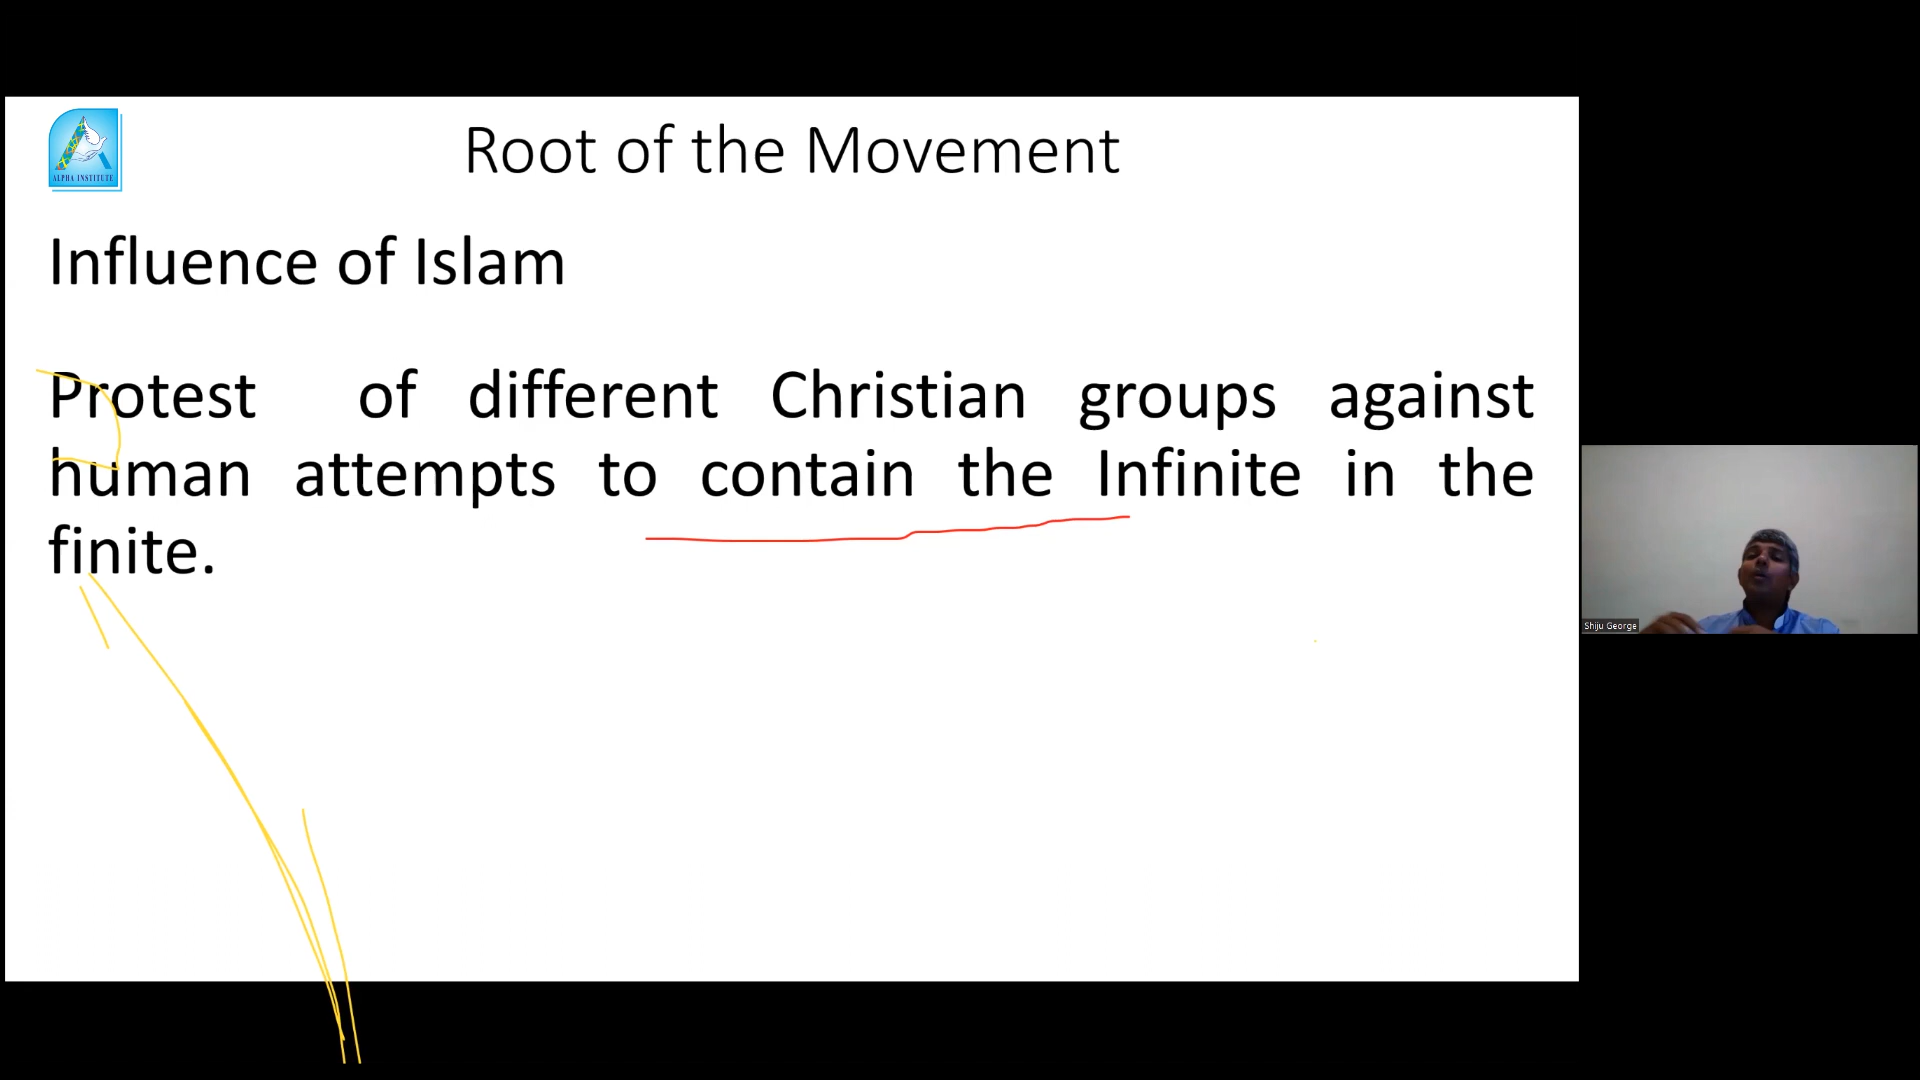 ALPHA INSTITUTE
Root of the Movement
Influence of Islam
Protest of different Christian groups against
human attempts to contain the Infinite in the
finite.
Shiju George